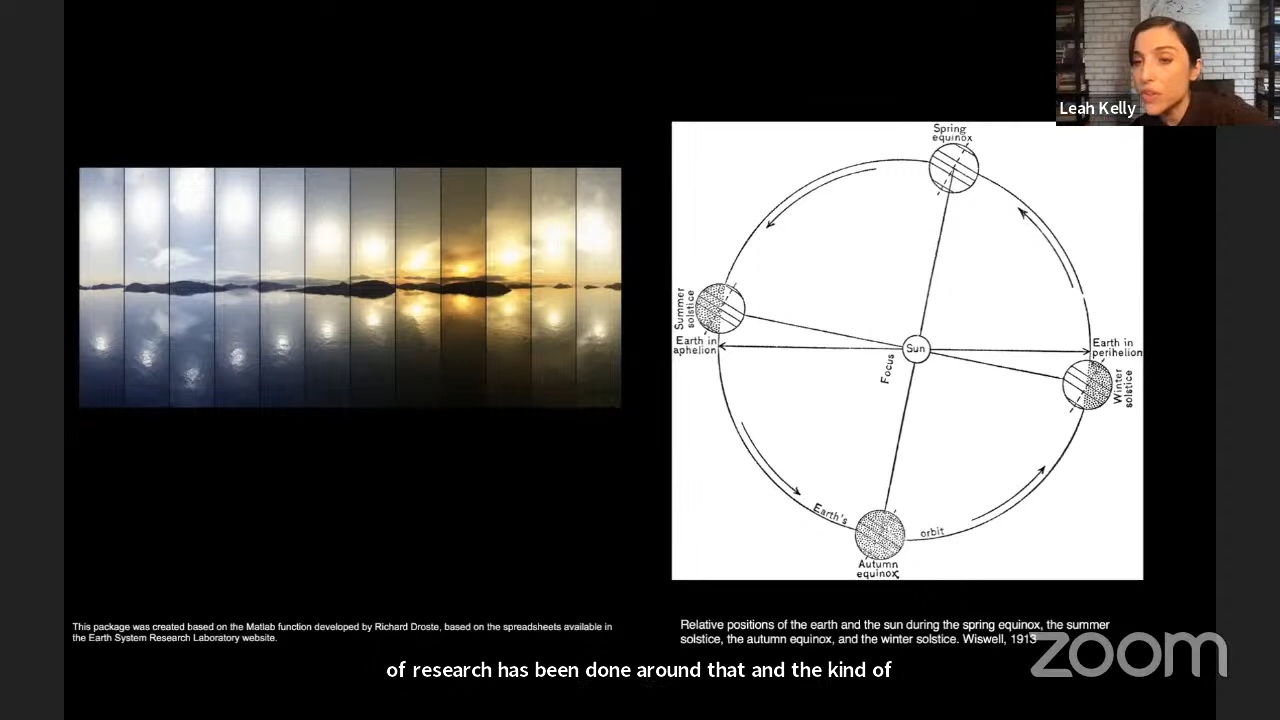 Leah Kelly
Spring
equinox
Summer
solstice
Earth in
aphelion
Sun
Focus
Earth in
perihelion
Winter
solstice
Earth's
orbit
Autumn
equinox
This package was created based on the Matlab function developed by Richard Droste, based on the spreadsheets available in
the Earth System Research Laboratory website.
Relative positions of the earth and the sun during the spring equinox, the summer
solstice, the autumn equinox, and the winter solstice. Wiswell, 1913
zoom
of research has been done around that and the kind of